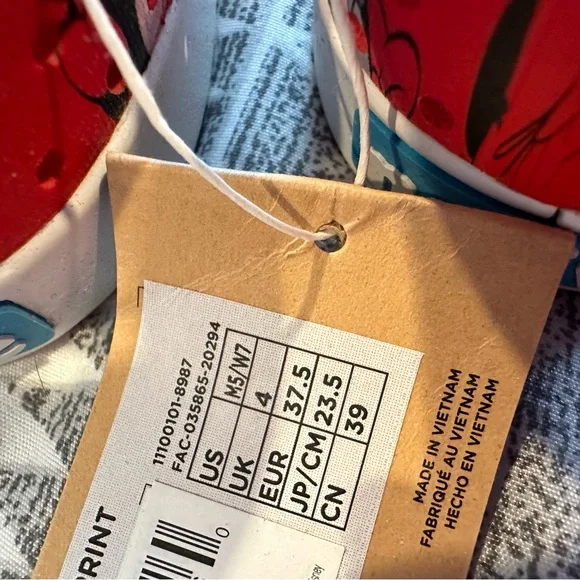 11100101-8987
FAC-035865-20294
US M5/W7
UK 4
EUR 37.5
JP/CM 23.5
CN 39
MADE IN VIETNAM
FABRIQUÉ AU VIETNAM
HECHO EN VIETNAM
PRINT
0